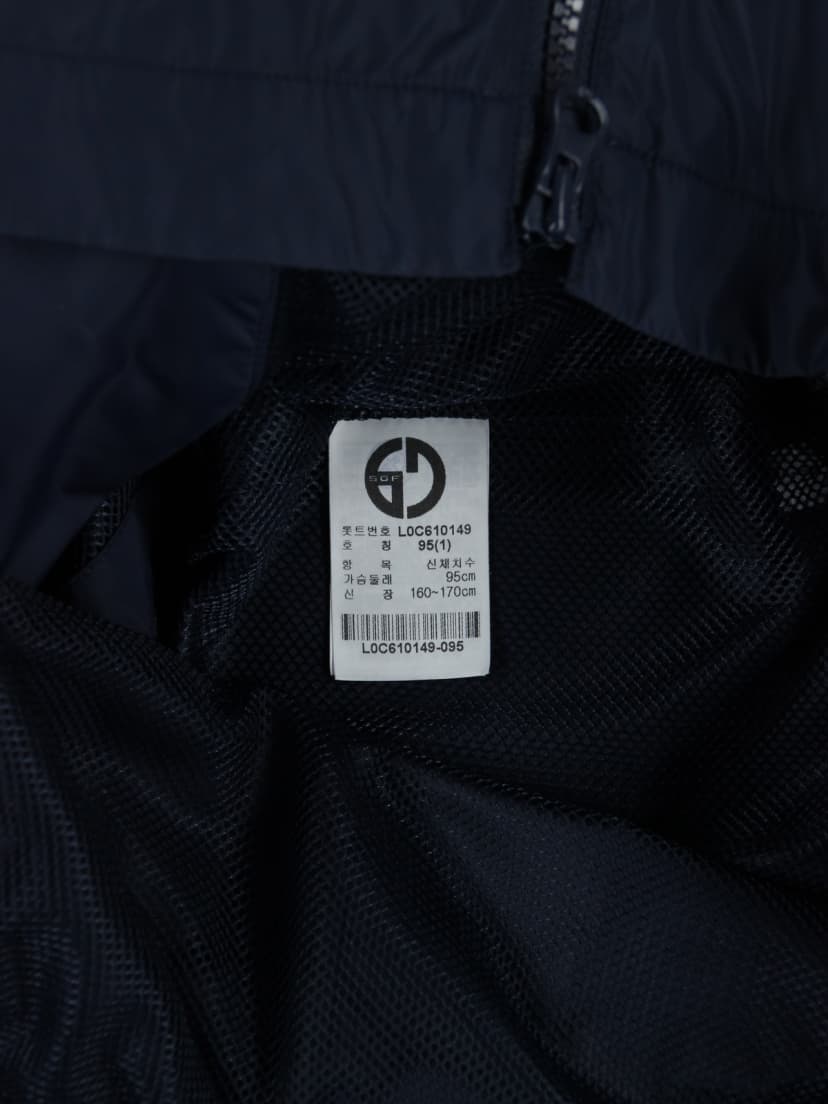 SGF
롯트번호 L0C610149
호 칭 95(1)
항 목 신체치수
가슴둘레 95cm
신 장 160~170cm
L0C610149-095